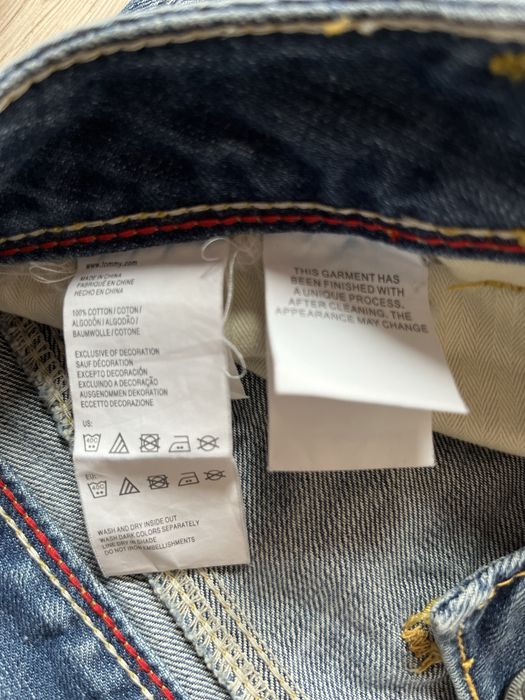 www.tommy.com
MADE IN CHINA
FABRIQUÉ EN CHINE
HECHO EN CHINA
100% COTTON/COTON/
ALGODÓN/ALGODÃO/
BAUMWOLLE/COTONE
EXCLUSIVE OF DECORATION
SAUF DÉCORATION
EXCEPTO DECORACIÓN
EXCLUINDO A DECORAÇÃO
AUSGENOMMEN DEKORATION
ECCETTO DECORAZIONE
US:
40C
EU:
40C
WASH AND DRY INSIDE OUT
WASH DARK COLORS SEPARATELY
LINE DRY IN SHADE
DO NOT IRON EMBELLISHMENTS
THIS GARMENT HAS
BEEN FINISHED WITH
A UNIQUE PROCESS.
AFTER CLEANING, THE
APPEARANCE MAY CHANGE